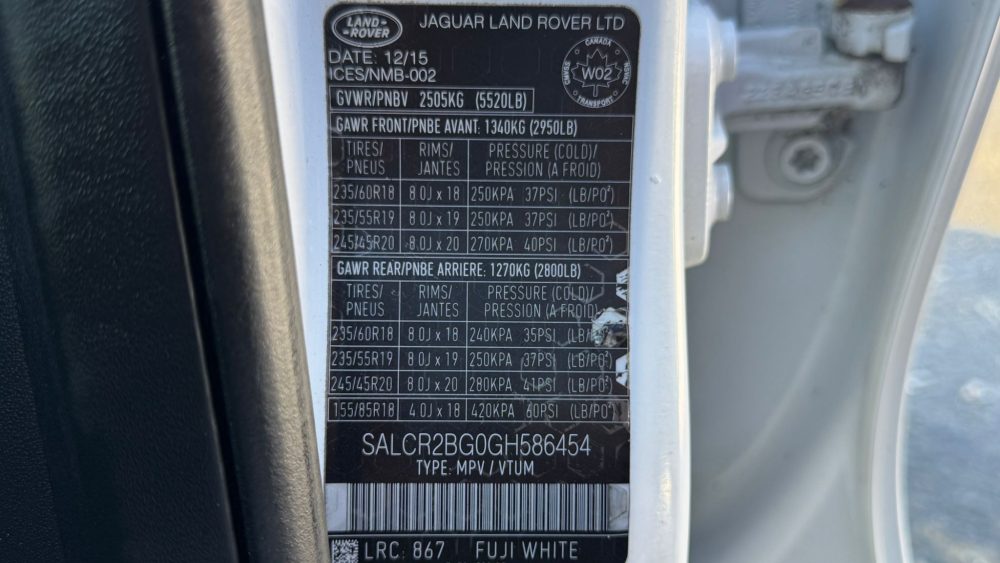 LAND-
-ROVER
JAGUAR LAND ROVER LTD
DATE: 12/15
ICES/NMB-002
CANADA
CMVSS W02 NSVAC
TRANSPORT
GVWR/PNBV 2505KG (5520LB)
GAWR FRONT/PNBE AVANT: 1340KG (2950LB)
TIRES/ RIMS/ PRESSURE (COLD)/
PNEUS JANTES PRESSION (A FROID)
235/60R18 8.0J x 18 250KPA 37PSI (LB/PO²)
235/55R19 8.0J x 19 250KPA 37PSI (LB/PO²)
245/45R20 8.0J x 20 270KPA 40PSI (LB/PO²)
GAWR REAR/PNBE ARRIERE: 1270KG (2800LB)
TIRES/ RIMS/ PRESSURE (COLD)/
PNEUS JANTES PRESSION (A FROID)
235/60R18 8.0J x 18 240KPA 35PSI (LB/PO²)
235/55R19 8.0J x 19 250KPA 37PSI (LB/PO²)
245/45R20 8.0J x 20 280KPA 41PSI (LB/PO²)
155/85R18 4.0J x 18 420KPA 60PSI (LB/PO²)
SALCR2BG0GH586454
TYPE: MPV / VTUM
LRC: 867 FUJI WHITE